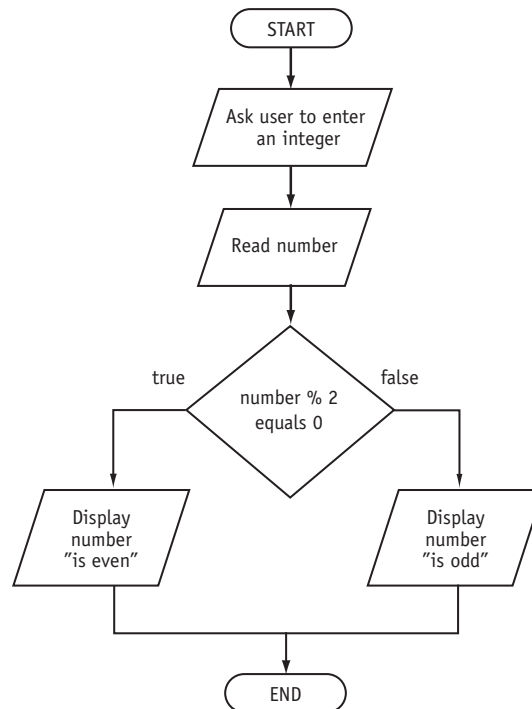 START
Ask user to enter
an integer
Read number
true
false
number % 2
equals 0
Display
number
"is even"
Display
number
"is odd"
END